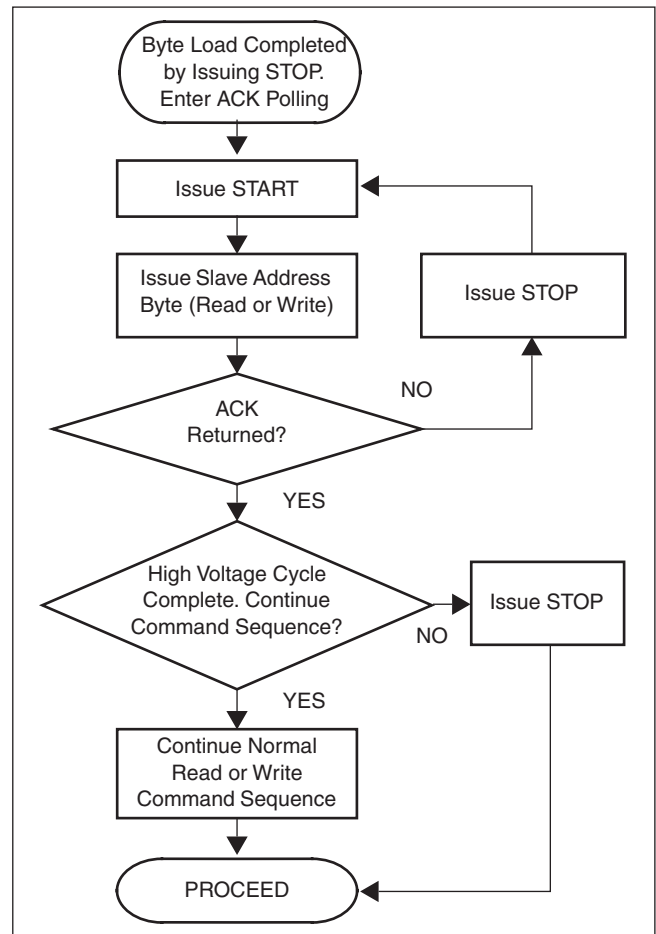 Byte Load Completed
by Issuing STOP.
Enter ACK Polling
Issue START
Issue Slave Address
Byte (Read or Write)
Issue STOP
ACK
Returned?
NO
YES
High Voltage Cycle
Complete. Continue
Command Sequence?
Issue STOP
NO
YES
Continue Normal
Read or Write
Command Sequence
PROCEED